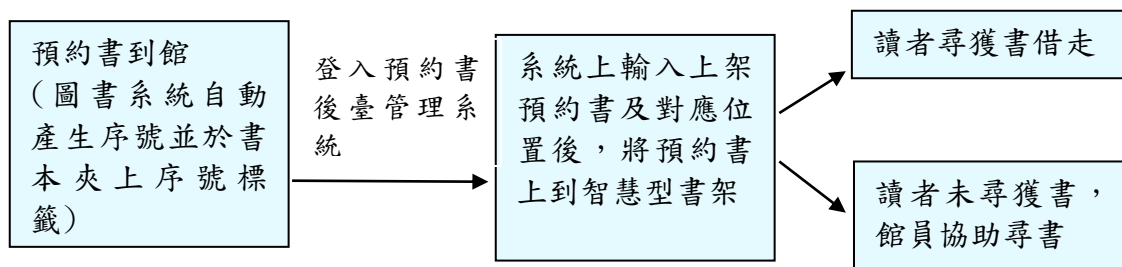 預約書到館
（圖書系統自動
產生序號並於書
本夾上序號標
籤）
登入預約書
後臺管理系
統
系統上輸入上架
預約書及對應位
置後，將預約書
上到智慧型書架
讀者尋獲書借走
讀者未尋獲書，
館員協助尋書